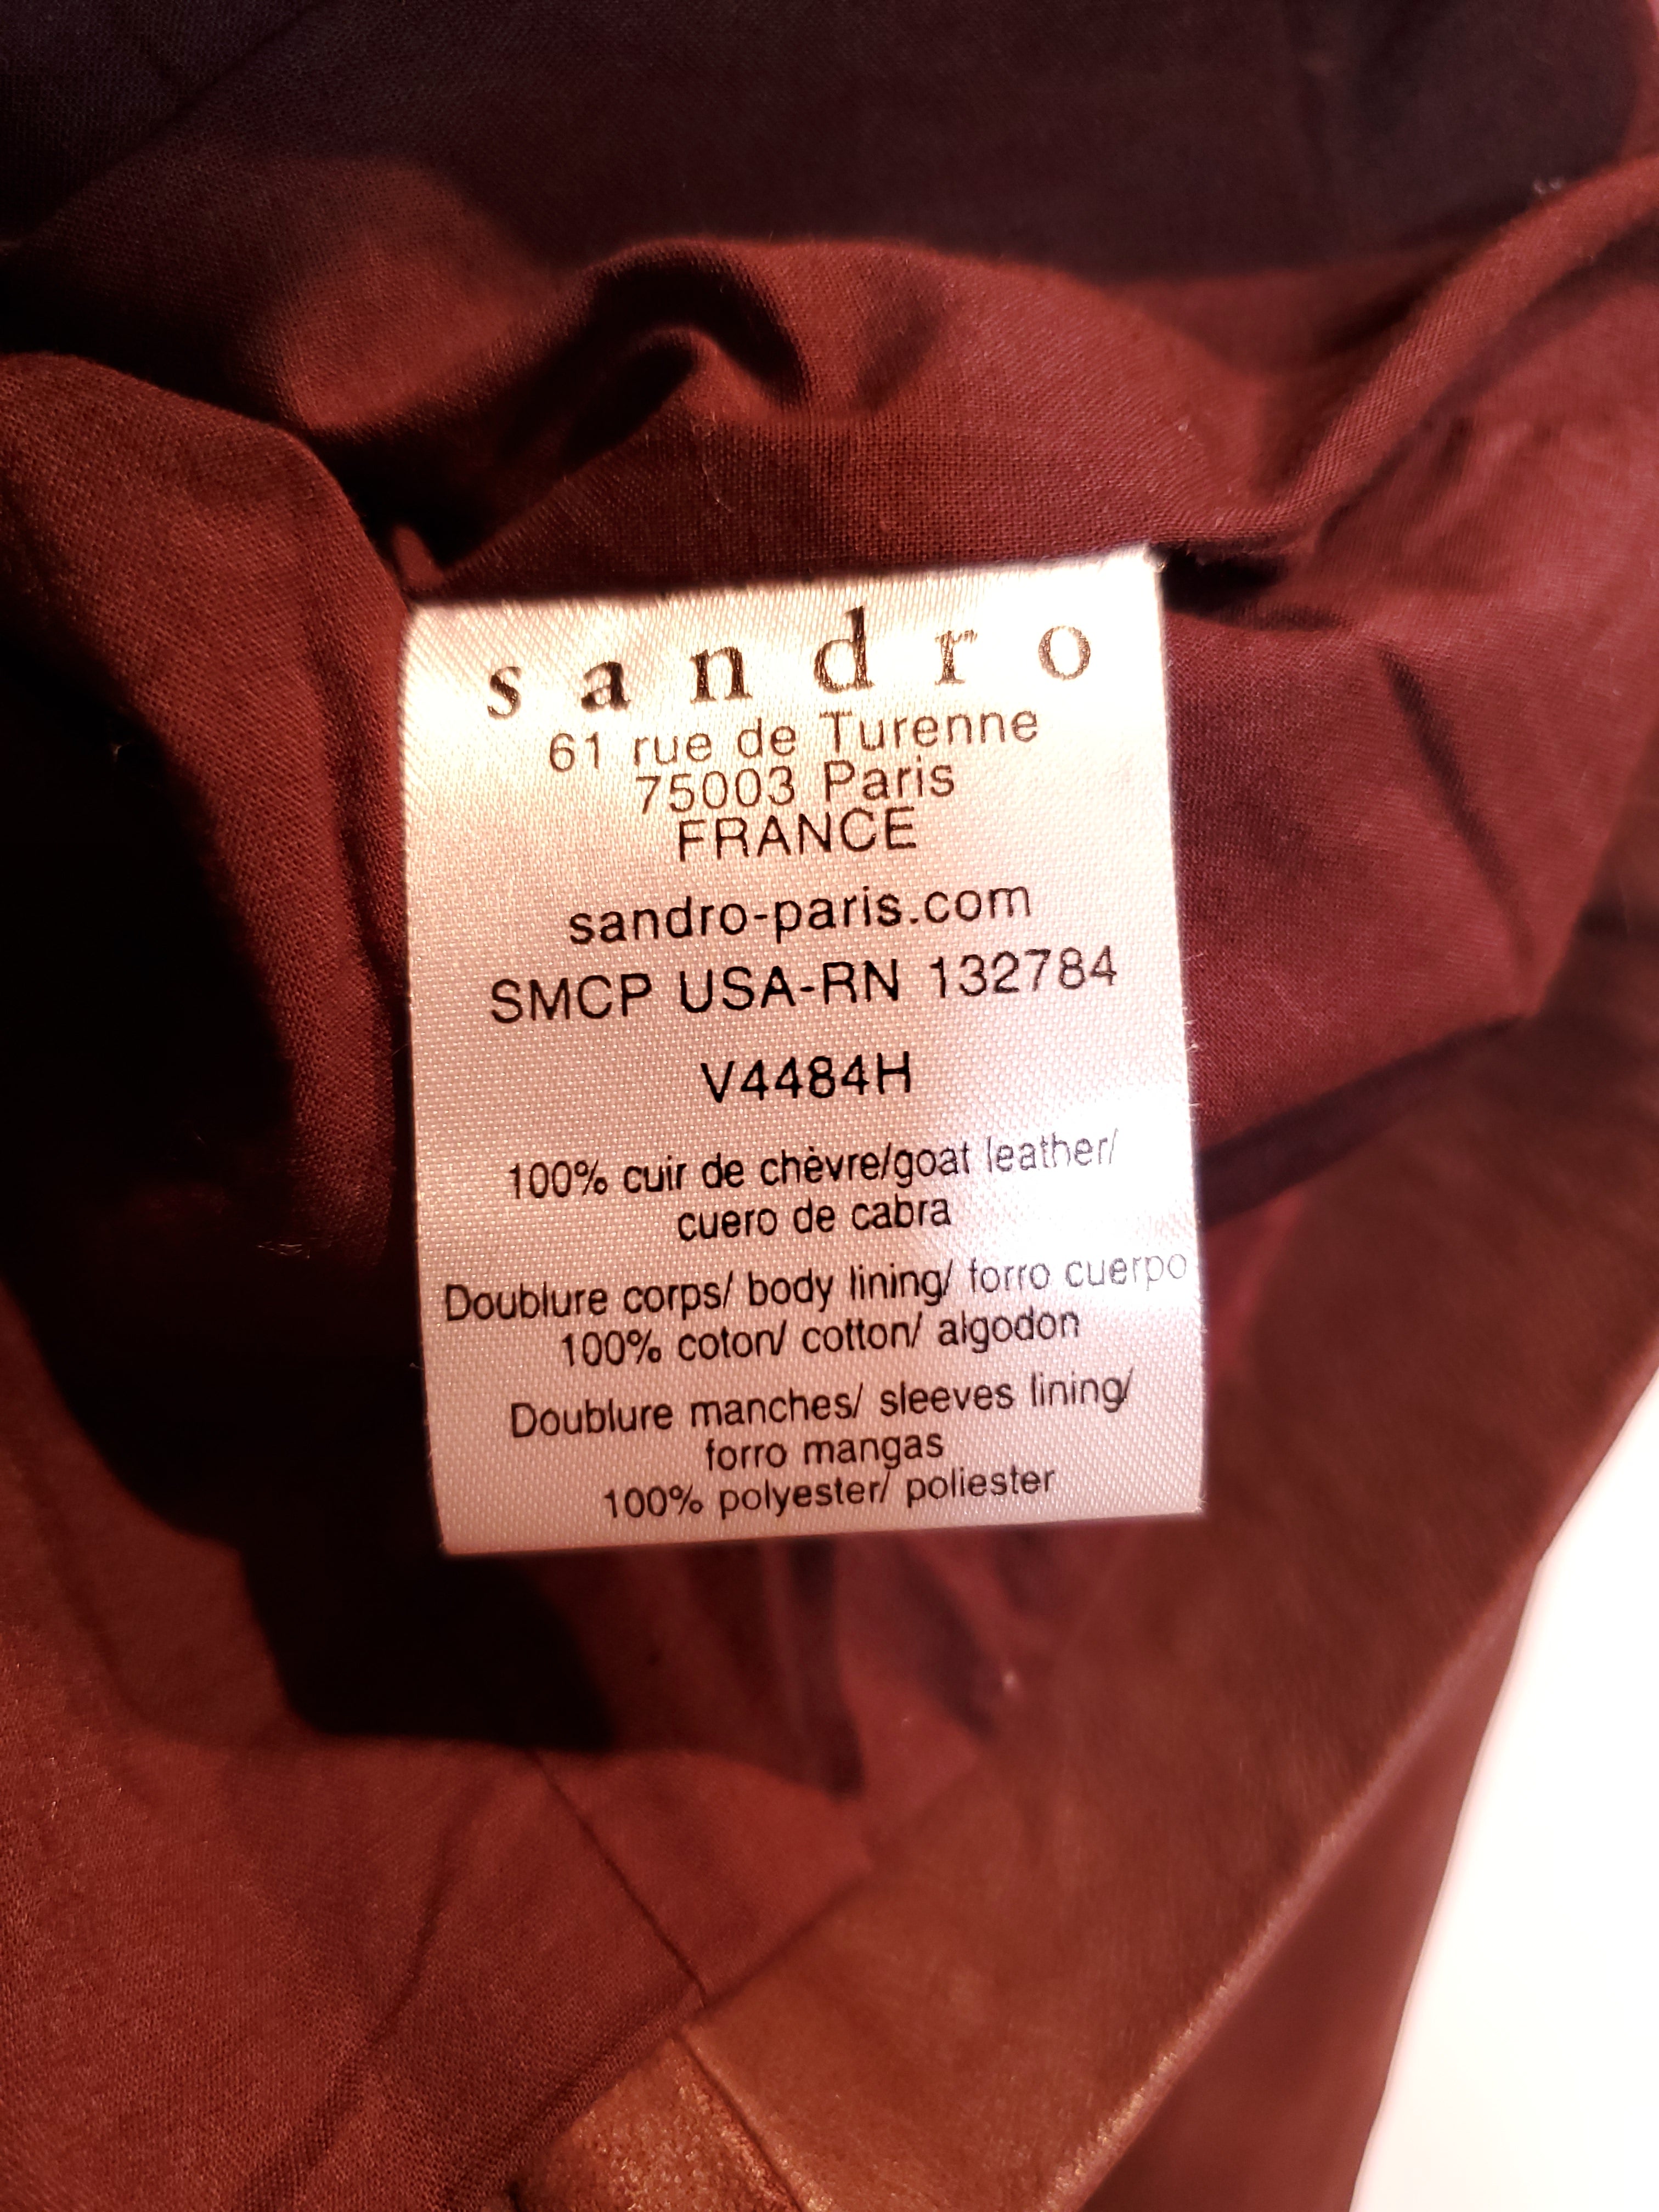 sandro
61 rue de Turenne
75003 Paris
FRANCE
sandro-paris.com
SMCP USA-RN 132784
V4484H
100% cuir de chèvre/goat leather/
cuero de cabra
Doublure corps/ body lining/ forro cuerpo
100% coton/ cotton/ algodon
Doublure manches/ sleeves lining/
forro mangas
100% polyester/ poliester